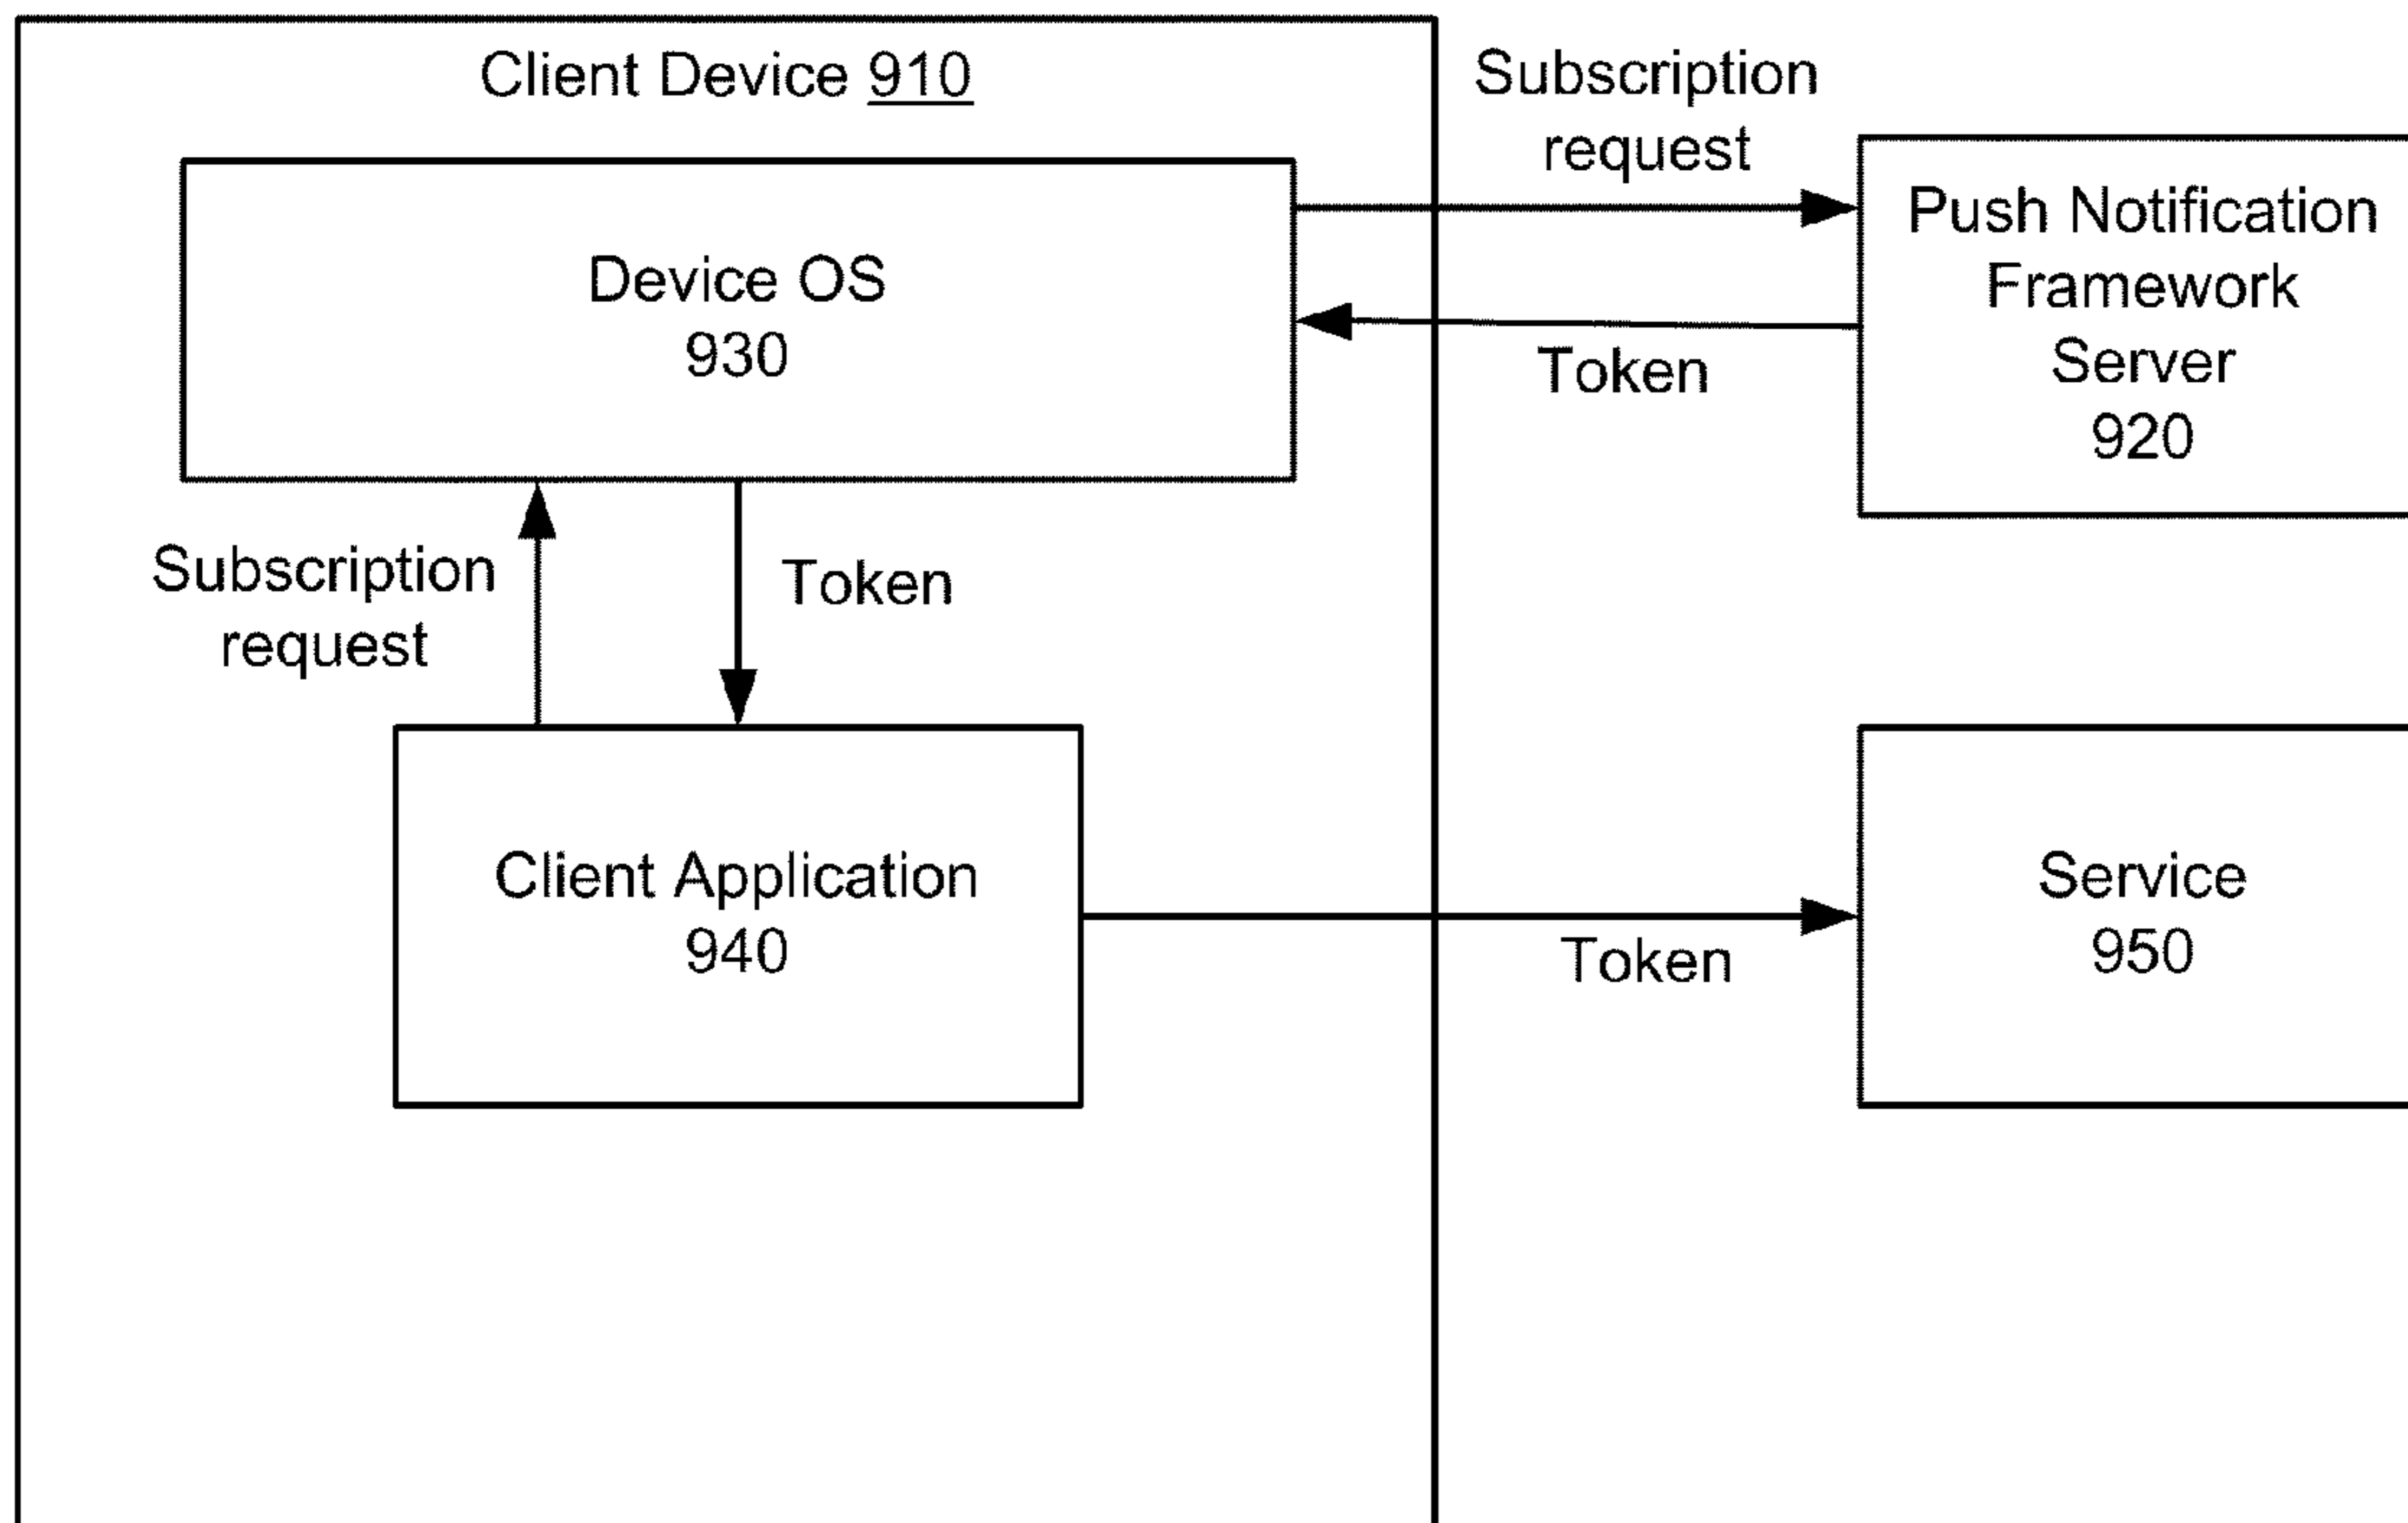 Client Device 910
Subscription
request
Push Notification
Framework
Server
920
Device OS
930
Token
Subscription
request
Token
Client Application
940
Service
950
Token